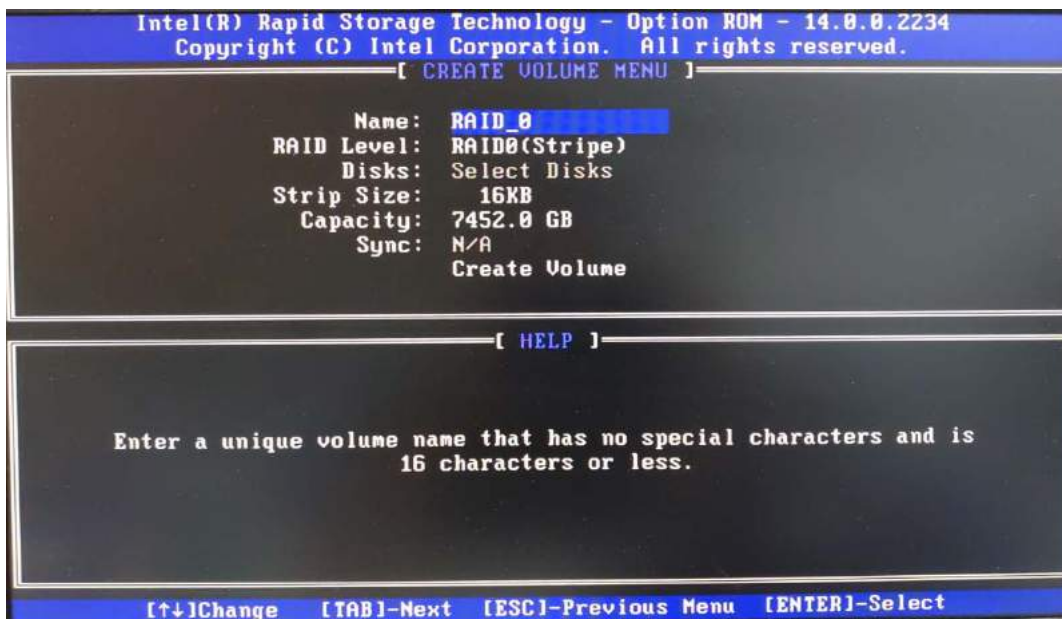 Intel(R) Rapid Storage Technology - Option ROM - 14.0.0.2234
Copyright (C) Intel Corporation. All rights reserved.
[ CREATE VOLUME MENU ]
Name: RAID_0
RAID Level: RAID0(Stripe)
Disks: Select Disks
Strip Size: 16KB
Capacity: 7452.0 GB
Sync: N/A
Create Volume
[ HELP ]
Enter a unique volume name that has no special characters and is
16 characters or less.
[↑↓]Change [TAB]-Next [ESC]-Previous Menu [ENTER]-Select